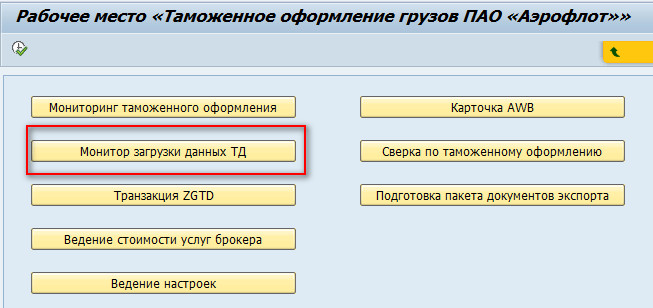 Рабочее место «Таможенное оформление грузов ПАО «Аэрофлот»»
Мониторинг таможенного оформления
Карточка AWB
Монитор загрузки данных ТД
Сверка по таможенному оформлению
Транзакция ZGTD
Подготовка пакета документов экспорта
Ведение стоимости услуг брокера
Ведение настроек